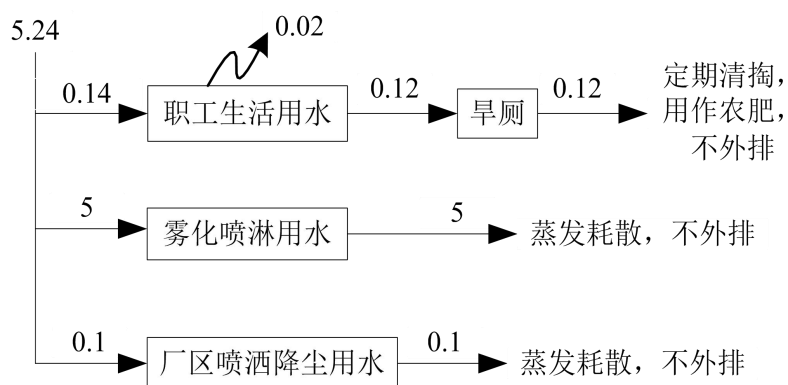 5.24
0.02
0.14
职工生活用水
0.12
旱厕
0.12
定期清掏，
用作农肥，
不外排
5
雾化喷淋用水
5
蒸发耗散，不外排
0.1
厂区喷洒降尘用水
0.1
蒸发耗散，不外排